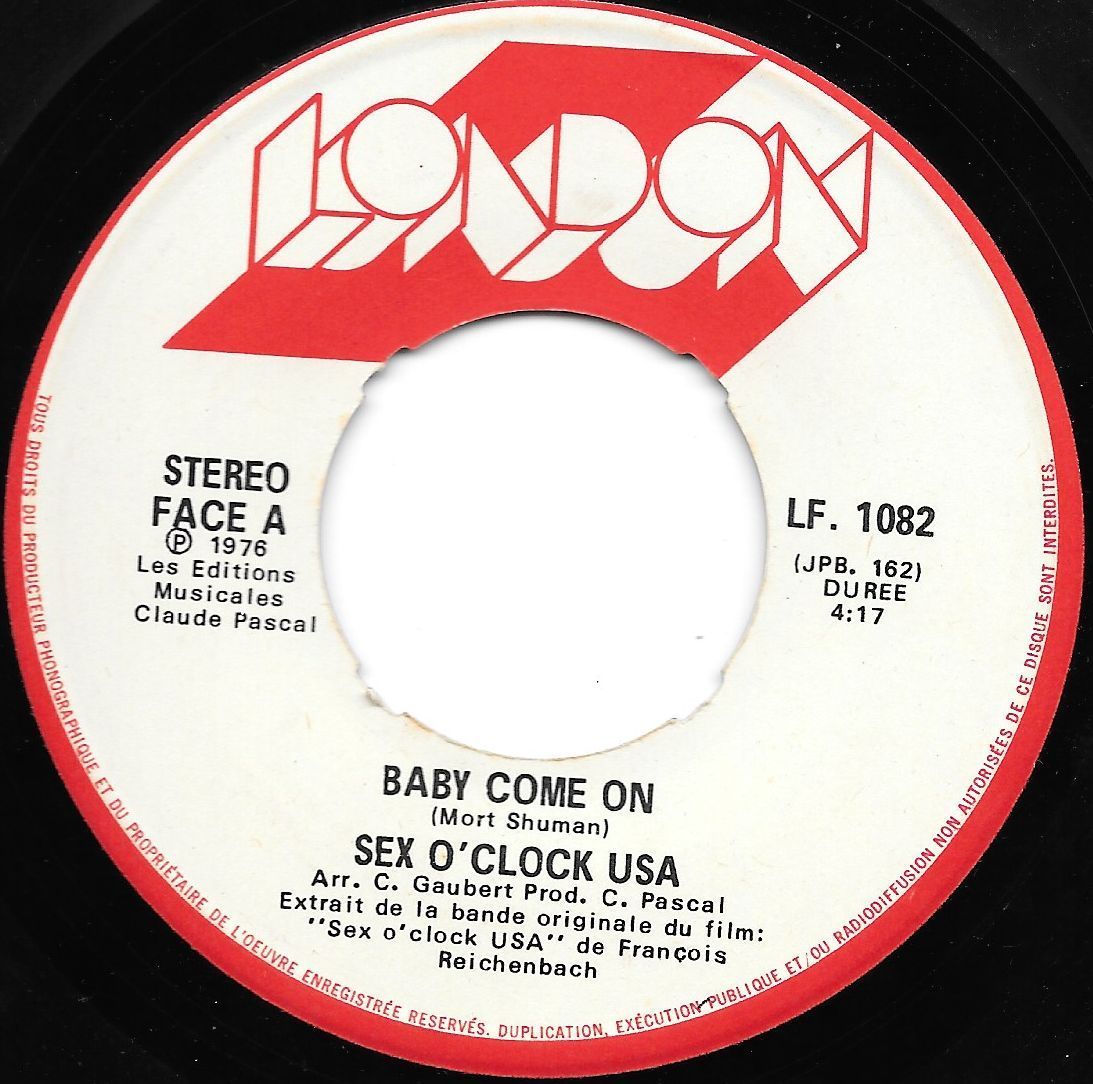 LONDON
STEREO
FACE A
Ⓟ 1976
Les Editions
Musicales
Claude Pascal
LF. 1082
(JPB. 162)
DUREE
4:17
BABY COME ON
(Mort Shuman)
SEX O'CLOCK USA
Arr. C. Gaubert Prod. C. Pascal
Extrait de la bande originale du film:
"Sex o'clock USA" de François
Reichenbach
TOUS DROITS DU PRODUCTEUR PHONOGRAPHIQUE ET DU PROPRIÉTAIRE DE L'OEUVRE ENREGISTRÉE RESERVÉS. DUPLICATION, EXÉCUTION PUBLIQUE ET/OU RADIODIFFUSION NON AUTORISÉES DE CE DISQUE SONT INTERDITES.